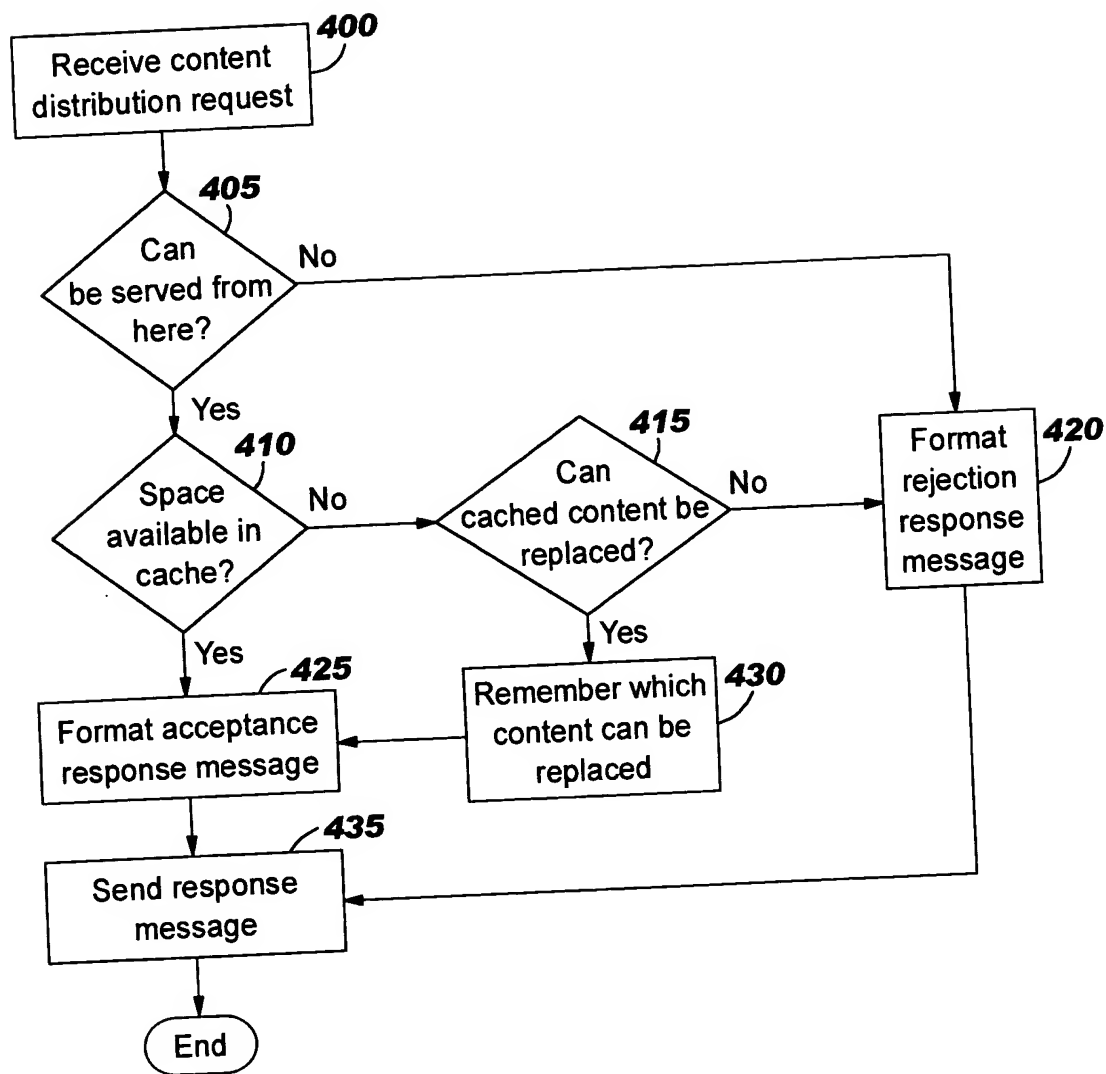 400
Receive content
distribution request
405
Can
be served from
here?
No
Yes
410
Space
available in
cache?
No
415
Can
cached content be
replaced?
No
420
Format
rejection
response
message
Yes
Yes
425
Format acceptance
response message
430
Remember which
content can be
replaced
435
Send response
message
End